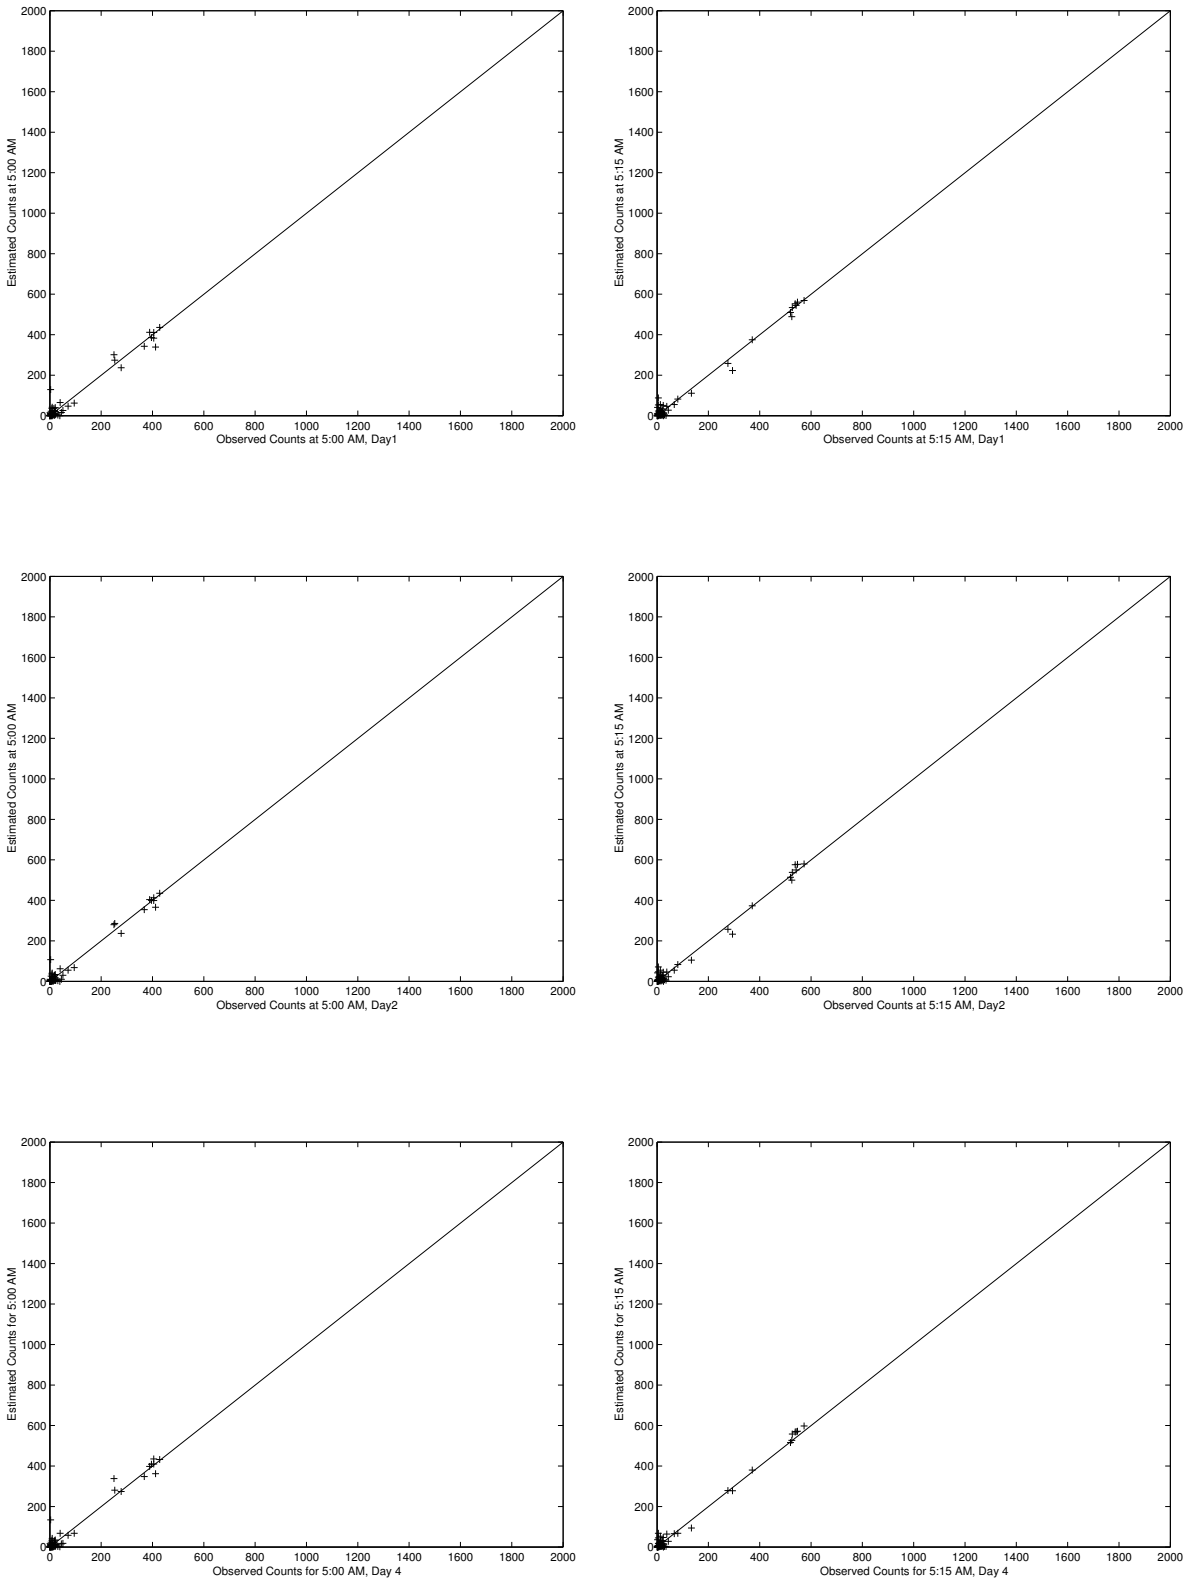 2000 2000
1800 1800
1600 1600
1400 1400
1200 1200
1000 1000
800 800
600 600
400 400
200 200
0 0
Estimated Counts at 5:00 AM
Estimated Counts at 5:15 AM
0 200 400 600 800 1000 1200 1400 1600 1800 2000
0 200 400 600 800 1000 1200 1400 1600 1800 2000
Observed Counts at 5:00 AM, Day1
Observed Counts at 5:15 AM, Day1
2000 2000
1800 1800
1600 1600
1400 1400
1200 1200
1000 1000
800 800
600 600
400 400
200 200
0 0
Estimated Counts at 5:00 AM
Estimated Counts at 5:15 AM
0 200 400 600 800 1000 1200 1400 1600 1800 2000
0 200 400 600 800 1000 1200 1400 1600 1800 2000
Observed Counts at 5:00 AM, Day2
Observed Counts at 5:15 AM, Day2
2000 2000
1800 1800
1600 1600
1400 1400
1200 1200
1000 1000
800 800
600 600
400 400
200 200
0 0
Estimated Counts for 5:00 AM
Estimated Counts for 5:15 AM
0 200 400 600 800 1000 1200 1400 1600 1800 2000
0 200 400 600 800 1000 1200 1400 1600 1800 2000
Observed Counts for 5:00 AM, Day 4
Observed Counts for 5:15 AM, Day 4